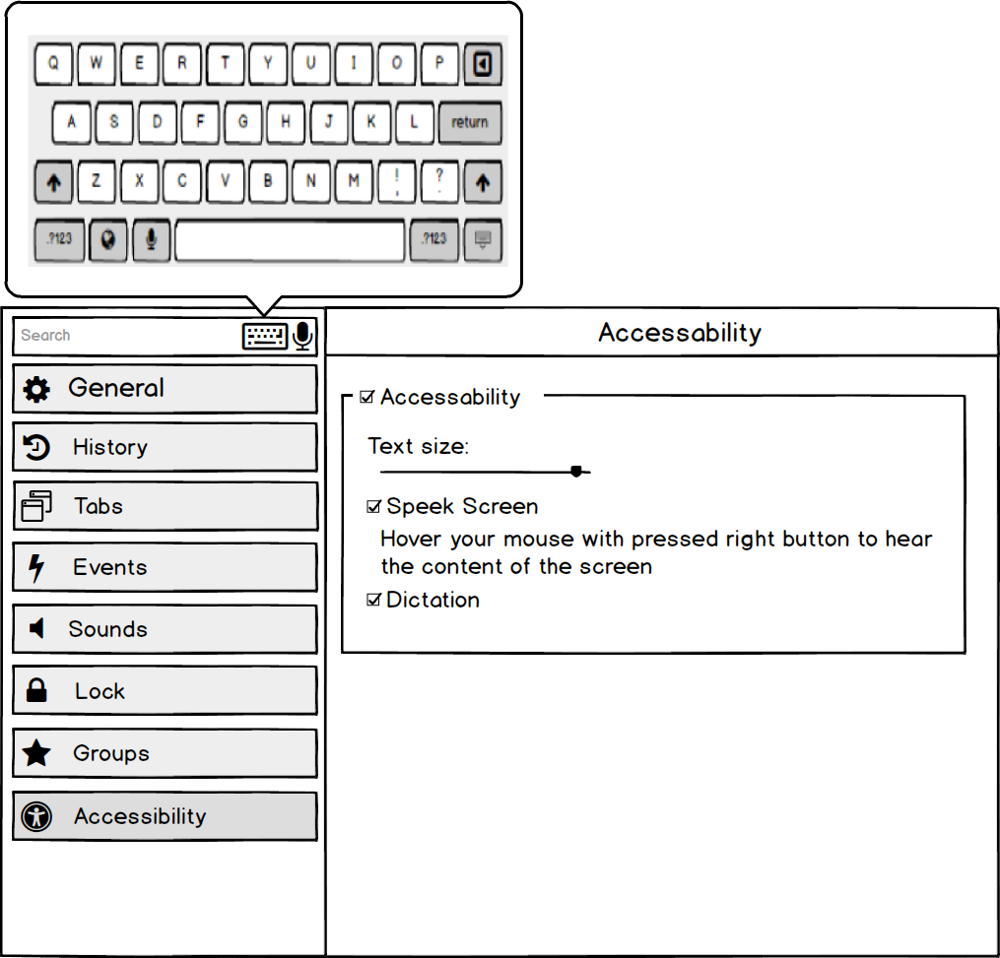 Q W E R T Y U I O P
A S D F G H J K L return
Z X C V B N M ! , ? .
.?123 .?123
Search
General
History
Tabs
Events
Sounds
Lock
Groups
Accessibility
Accessability
Accessability
Text size:
Speek Screen
Hover your mouse with pressed right button to hear
the content of the screen
Dictation